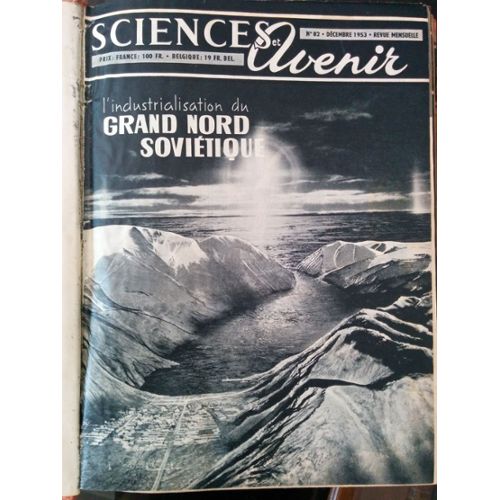 SCIENCES et Avenir
N° 82 • DÉCEMBRE 1953 • REVUE MENSUELLE
PRIX: FRANCE: 100 FR. • BELGIQUE: 19 FR. BEL.
l'industrialisation du
GRAND NORD
SOVIÉTIQUE